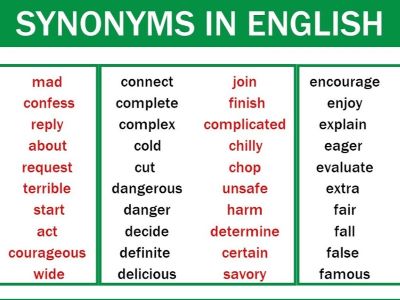 SYNONYMS IN ENGLISH
mad connect join encourage
confess complete finish enjoy
reply complex complicated explain
about cold chilly eager
request cut chop evaluate
terrible dangerous unsafe extra
start danger harm fair
act decide determine fall
courageous definite certain false
wide delicious savory famous